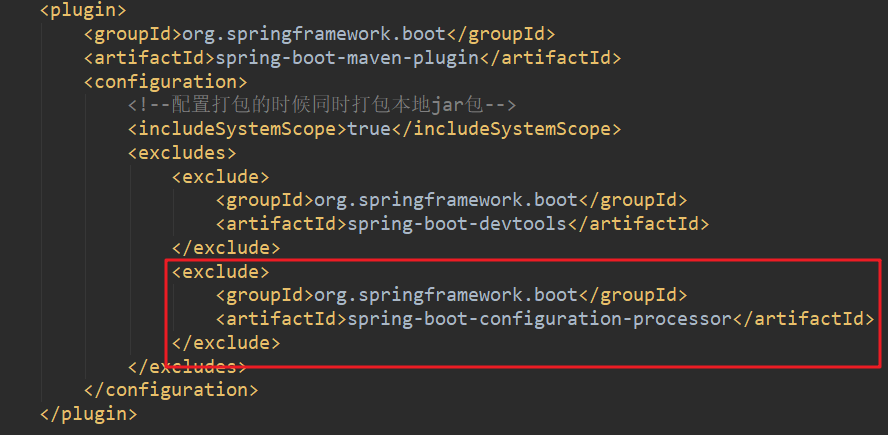 <plugin>
<groupId>org.springframework.boot</groupId>
<artifactId>spring-boot-maven-plugin</artifactId>
<configuration>
<!--配置打包的时候同时打包本地jar包-->
<includeSystemScope>true</includeSystemScope>
<excludes>
<exclude>
<groupId>org.springframework.boot</groupId>
<artifactId>spring-boot-devtools</artifactId>
</exclude>
<exclude>
<groupId>org.springframework.boot</groupId>
<artifactId>spring-boot-configuration-processor</artifactId>
</exclude>
</excludes>
</configuration>
</plugin>